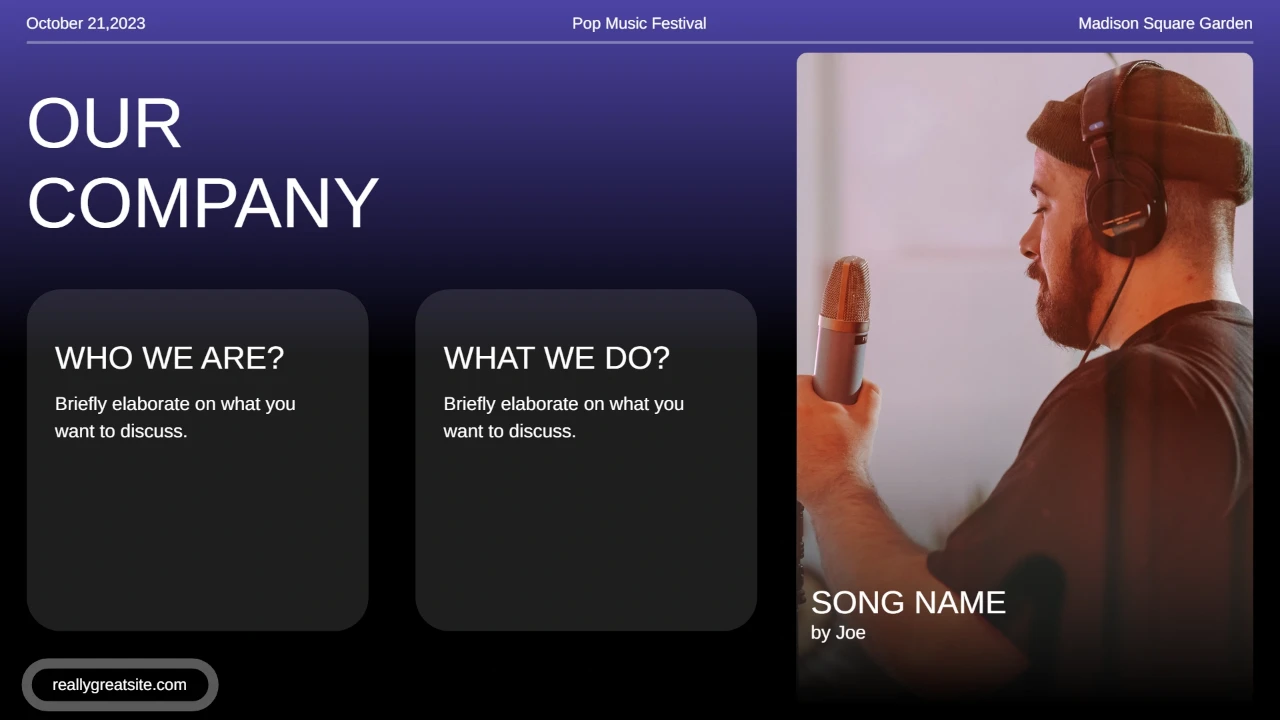 October 21,2023
Pop Music Festival
Madison Square Garden
OUR
COMPANY
WHO WE ARE?
Briefly elaborate on what you
want to discuss.
WHAT WE DO?
Briefly elaborate on what you
want to discuss.
SONG NAME
by Joe
reallygreatsite.com